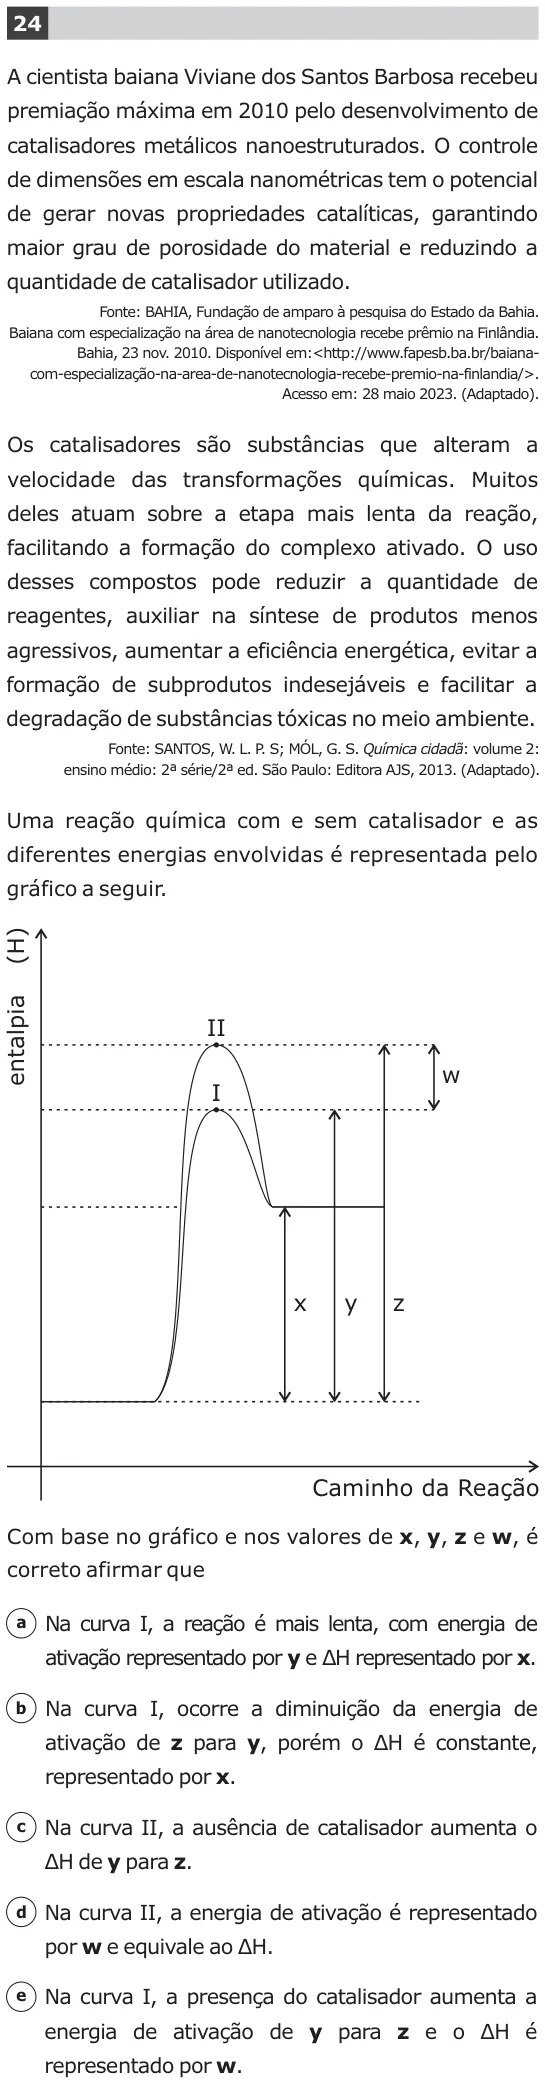 24
A cientista baiana Viviane dos Santos Barbosa recebeu
premiação máxima em 2010 pelo desenvolvimento de
catalisadores metálicos nanoestruturados. O controle
de dimensões em escala nanométricas tem o potencial
de gerar novas propriedades catalíticas, garantindo
maior grau de porosidade do material e reduzindo a
quantidade de catalisador utilizado.
Fonte: BAHIA, Fundação de amparo à pesquisa do Estado da Bahia.
Baiana com especialização na área de nanotecnologia recebe prêmio na Finlândia.
Bahia, 23 nov. 2010. Disponível em:<http://www.fapesb.ba.br/baiana-
com-especialização-na-area-de-nanotecnologia-recebe-premio-na-finlandia/>.
Acesso em: 28 maio 2023. (Adaptado).
Os catalisadores são substâncias que alteram a
velocidade das transformações químicas. Muitos
deles atuam sobre a etapa mais lenta da reação,
facilitando a formação do complexo ativado. O uso
desses compostos pode reduzir a quantidade de
reagentes, auxiliar na síntese de produtos menos
agressivos, aumentar a eficiência energética, evitar a
formação de subprodutos indesejáveis e facilitar a
degradação de substâncias tóxicas no meio ambiente.
Fonte: SANTOS, W. L. P. S; MÓL, G. S. Química cidadã: volume 2:
ensino médio: 2ª série/2ª ed. São Paulo: Editora AJS, 2013. (Adaptado).
Uma reação química com e sem catalisador e as
diferentes energias envolvidas é representada pelo
gráfico a seguir.
entalpia (H)
II
w
I
x y z
Caminho da Reação
Com base no gráfico e nos valores de x, y, z e w, é
correto afirmar que
a Na curva I, a reação é mais lenta, com energia de
ativação representado por y e ΔH representado por x.
b Na curva I, ocorre a diminuição da energia de
ativação de z para y, porém o ΔH é constante,
representado por x.
c Na curva II, a ausência de catalisador aumenta o
ΔH de y para z.
d Na curva II, a energia de ativação é representado
por w e equivale ao ΔH.
e Na curva I, a presença do catalisador aumenta a
energia de ativação de y para z e o ΔH é
representado por w.